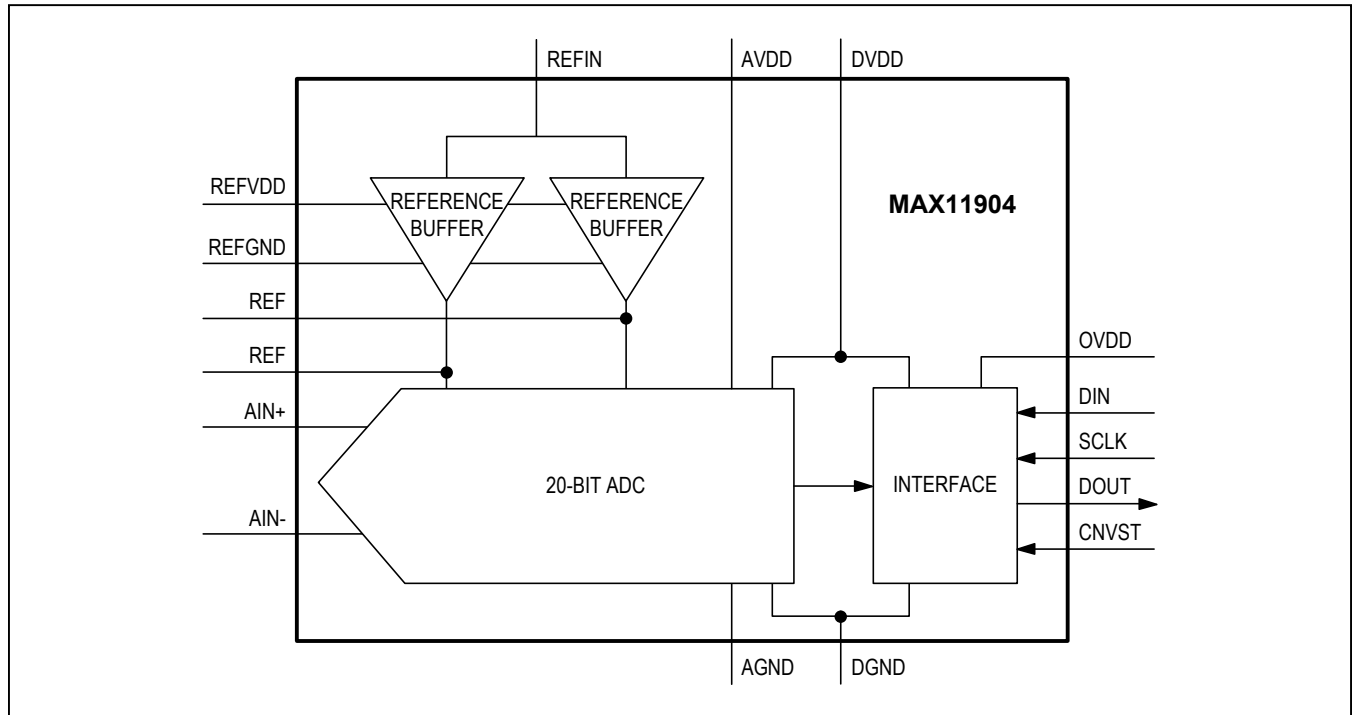 REFIN
AVDD
DVDD
REFVDD
REFERENCE
BUFFER
REFERENCE
BUFFER
MAX11904
REFGND
REF
REF
OVDD
AIN+
DIN
SCLK
20-BIT ADC
INTERFACE
DOUT
AIN-
CNVST
AGND
DGND